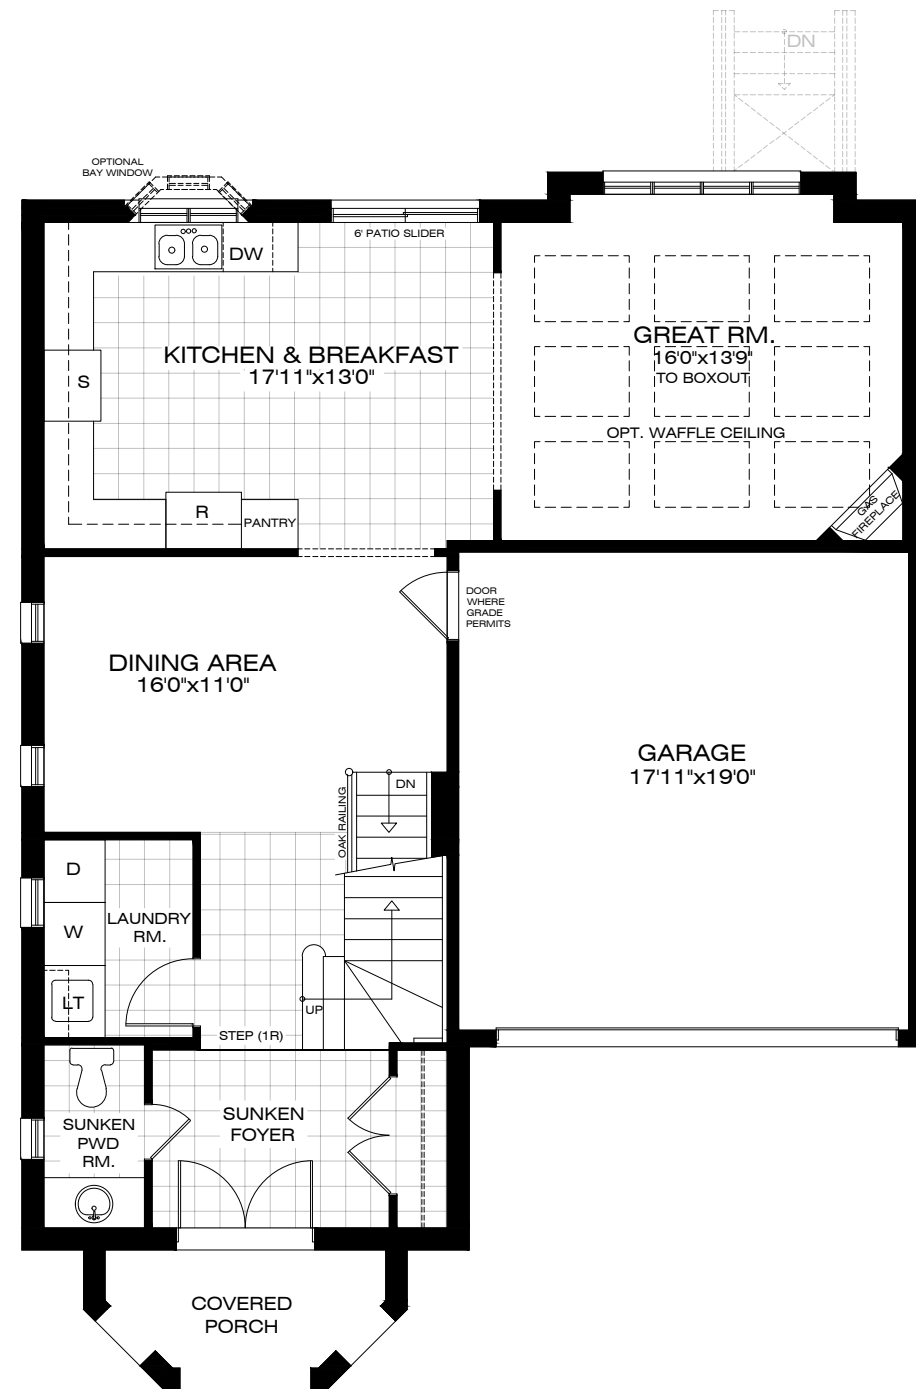 DN
OPTIONAL
BAY WINDOW
6' PATIO SLIDER
DW
KITCHEN & BREAKFAST
17'11"x13'0"
GREAT RM.
16'0"x13'9"
TO BOXOUT
S
OPT. WAFFLE CEILING
GAS
FIREPLACE
R
PANTRY
DOOR
WHERE
GRADE
PERMITS
DINING AREA
16'0"x11'0"
GARAGE
17'11"x19'0"
DN
OAK RAILING
D
LAUNDRY
RM.
W
LT
UP
STEP (1R)
SUNKEN
FOYER
SUNKEN
PWD
RM.
COVERED
PORCH